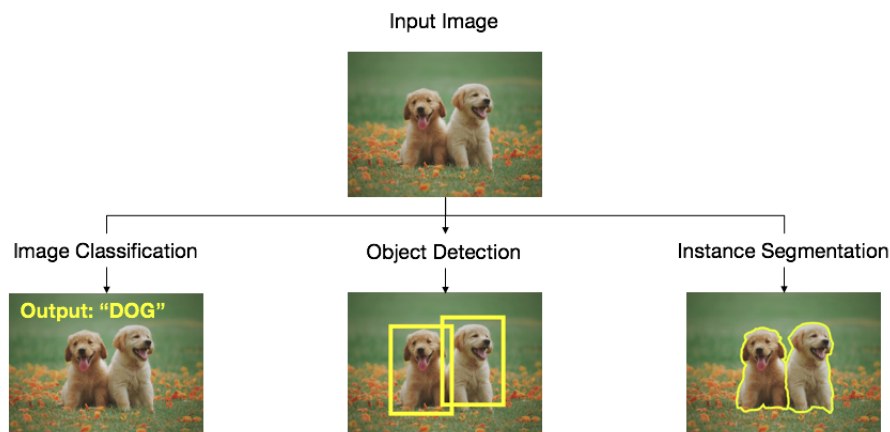 Input Image
Image Classification
Object Detection
Instance Segmentation
Output: “DOG”